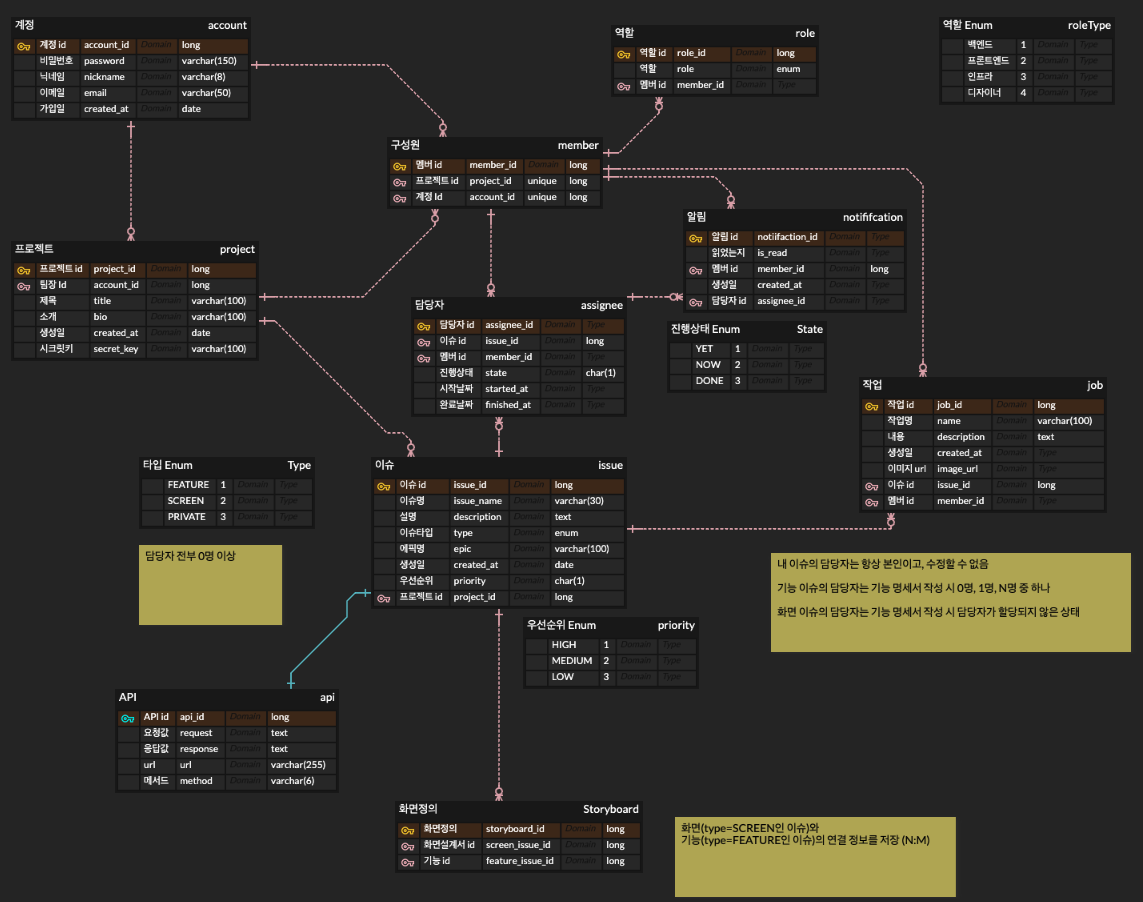 계정 account
계정 id account_id Domain long
비밀번호 password Domain varchar(150)
닉네임 nickname Domain varchar(8)
이메일 email Domain varchar(50)
가입일 created_at Domain date
역할 role
역할 id role_id Domain long
역할 role Domain enum
멤버 id member_id Domain Type
역할 Enum roleType
백엔드 1 Domain Type
프론트엔드 2 Domain Type
인프라 3 Domain Type
디자이너 4 Domain Type
구성원 member
멤버 id member_id Domain long
프로젝트 id project_id unique long
계정 Id account_id unique long
알림 notififcation
알림 id notiifaction_id Domain Type
읽었는지 is_read Domain Type
멤버 id member_id Domain long
생성일 created_at Domain Type
담당자 id assignee_id Domain Type
프로젝트 project
프로젝트 id project_id Domain long
팀장 Id account_id Domain long
제목 title Domain varchar(100)
소개 bio Domain varchar(100)
생성일 created_at Domain date
시크릿키 secret_key Domain varchar(100)
담당자 assignee
담당자 id assignee_id Domain Type
이슈 id issue_id Domain long
멤버 id member_id Domain Type
진행상태 state Domain char(1)
시작날짜 started_at Domain Type
완료날짜 finished_at Domain Type
진행상태 Enum State
YET 1 Domain Type
NOW 2 Domain Type
DONE 3 Domain Type
작업 job
작업 id job_id Domain long
작업명 name Domain varchar(100)
내용 description Domain text
생성일 created_at Domain Type
이미지 url image_url Domain Type
이슈 id issue_id Domain long
멤버 id member_id Domain Type
타입 Enum Type
FEATURE 1 Domain Type
SCREEN 2 Domain Type
PRIVATE 3 Domain Type
이슈 issue
이슈 id issue_id Domain long
이슈명 issue_name Domain varchar(30)
설명 description Domain text
이슈타입 type Domain enum
에픽명 epic Domain varchar(100)
생성일 created_at Domain date
우선순위 priority Domain char(1)
프로젝트 id project_id Domain long
담당자 전부 0명 이상
내 이슈의 담당자는 항상 본인이고, 수정할 수 없음
기능 이슈의 담당자는 기능 명세서 작성 시 0명, 1명, N명 중 하나
화면 이슈의 담당자는 기능 명세서 작성 시 담당자가 할당되지 않은 상태
우선순위 Enum priority
HIGH 1 Domain Type
MEDIUM 2 Domain Type
LOW 3 Domain Type
API api
API id api_id Domain long
요청값 request Domain text
응답값 response Domain text
url url Domain varchar(255)
메서드 method Domain varchar(6)
화면정의 Storyboard
화면정의 storyboard_id Domain long
화면설계서 id screen_issue_id Domain long
기능 id feature_issue_id Domain long
화면(type=SCREEN인 이슈)와
기능(type=FEATURE인 이슈)의 연결 정보를 저장 (N:M)